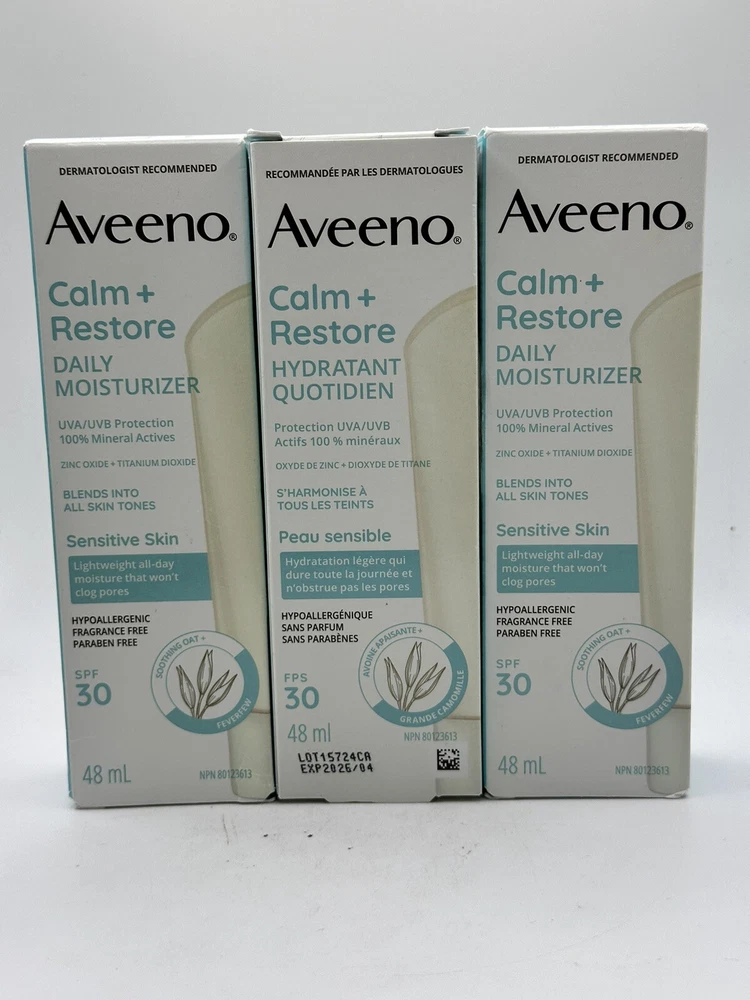 DERMATOLOGIST RECOMMENDED
Aveeno®
Calm +
Restore
DAILY
MOISTURIZER
UVA/UVB Protection
100% Mineral Actives
ZINC OXIDE + TITANIUM DIOXIDE
BLENDS INTO
ALL SKIN TONES
Sensitive Skin
Lightweight all-day
moisture that won't
clog pores
HYPOALLERGENIC
FRAGRANCE FREE
PARABEN FREE
SOOTHING OAT +
FEVERFEW
SPF
30
48 mL
NPN 80123613
RECOMMANDÉE PAR LES DERMATOLOGUES
Aveeno®
Calm +
Restore
HYDRATANT
QUOTIDIEN
Protection UVA/UVB
Actifs 100 % minéraux
OXYDE DE ZINC + DIOXYDE DE TITANE
S'HARMONISE À
TOUS LES TEINTS
Peau sensible
Hydratation légère qui
dure toute la journée et
n'obstrue pas les pores
HYPOALLERGÉNIQUE
SANS PARFUM
SANS PARABÈNES
AVOINE APAISANTE +
GRANDE CAMOMILLE
FPS
30
48 ml
NPN 80123613
LOT15724CA
EXP2026/04
DERMATOLOGIST RECOMMENDED
Aveeno®
Calm +
Restore
DAILY
MOISTURIZER
UVA/UVB Protection
100% Mineral Actives
ZINC OXIDE + TITANIUM DIOXIDE
BLENDS INTO
ALL SKIN TONES
Sensitive Skin
Lightweight all-day
moisture that won't
clog pores
HYPOALLERGENIC
FRAGRANCE FREE
PARABEN FREE
SOOTHING OAT +
FEVERFEW
SPF
30
48 mL
NPN 80123613